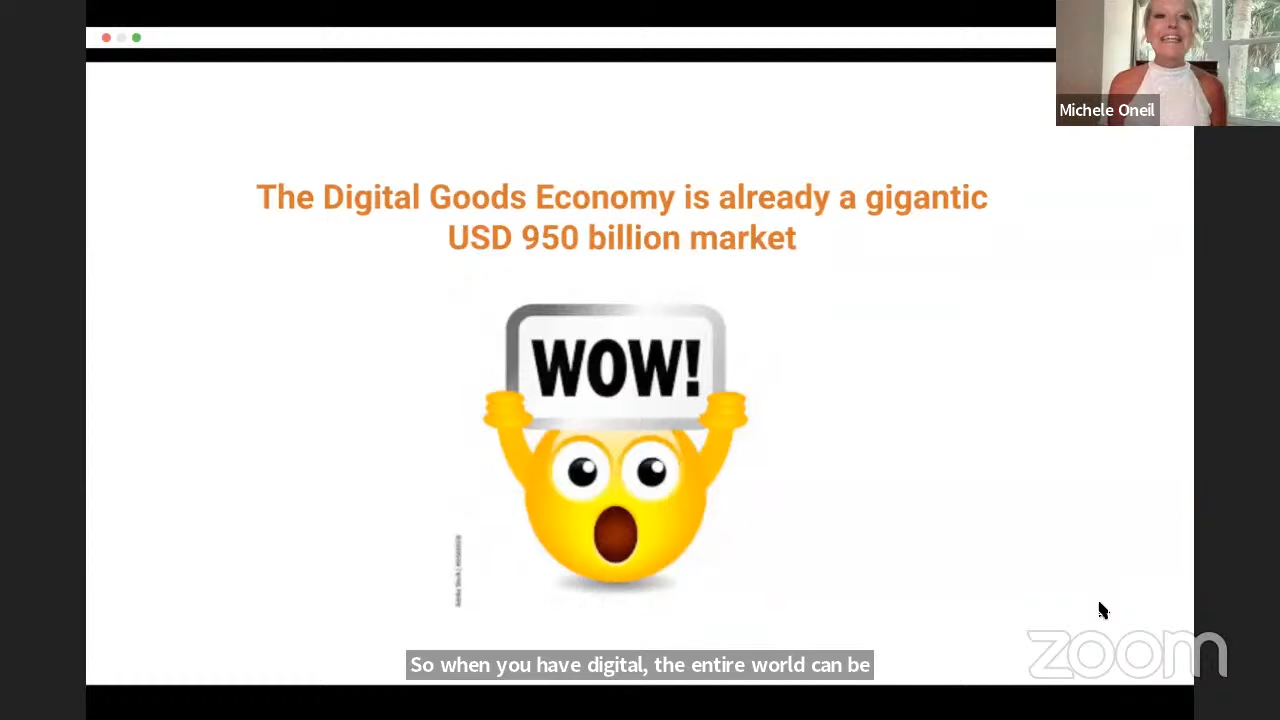 Michele Oneil
The Digital Goods Economy is already a gigantic
USD 950 billion market
WOW!
So when you have digital, the entire world can be
zoom